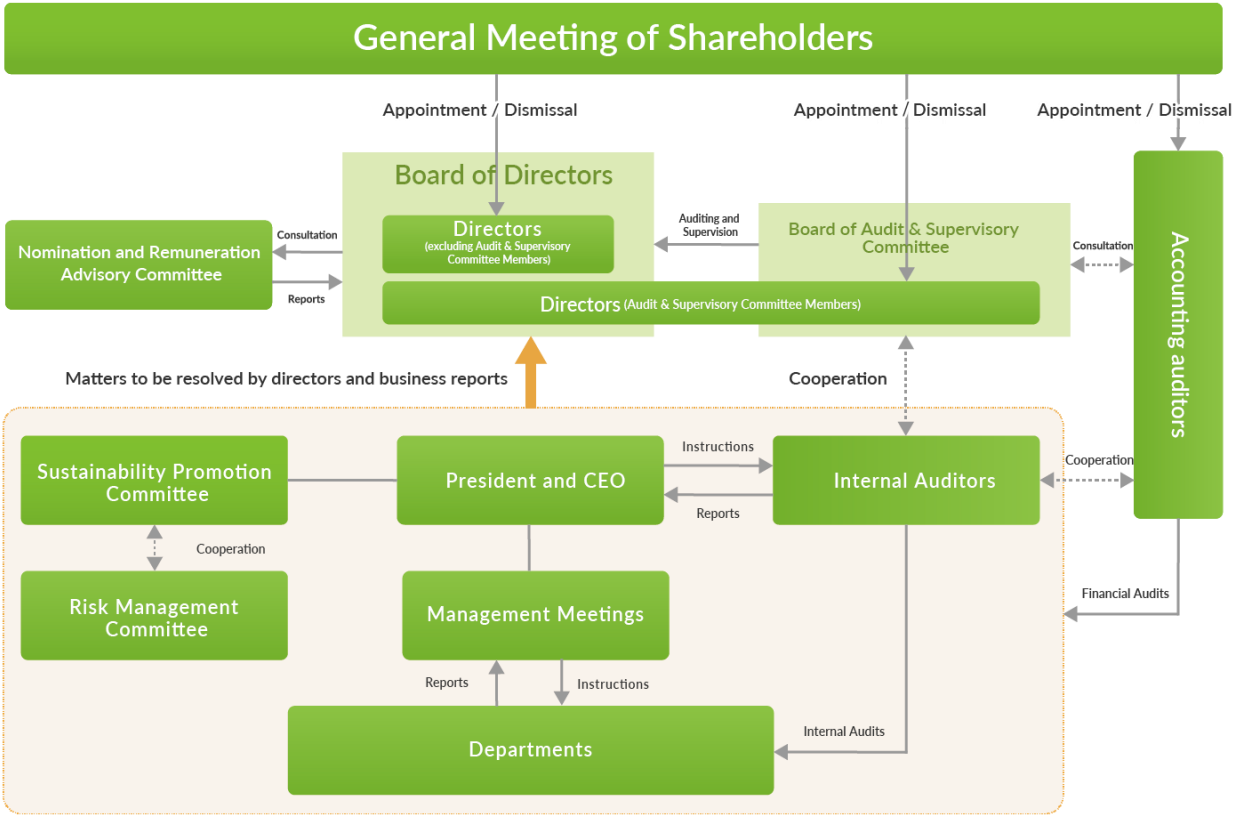 General Meeting of Shareholders
Appointment / Dismissal
Appointment / Dismissal
Appointment / Dismissal
Board of Directors
Directors
(excluding Audit & Supervisory
Committee Members)
Auditing and
Supervision
Board of Audit & Supervisory
Committee
Consultation
Nomination and Remuneration
Advisory Committee
Consultation
Reports
Directors (Audit & Supervisory Committee Members)
Accounting auditors
Matters to be resolved by directors and business reports
Cooperation
Sustainability Promotion
Committee
President and CEO
Instructions
Reports
Internal Auditors
Cooperation
Cooperation
Risk Management
Committee
Management Meetings
Financial Audits
Reports
Instructions
Departments
Internal Audits